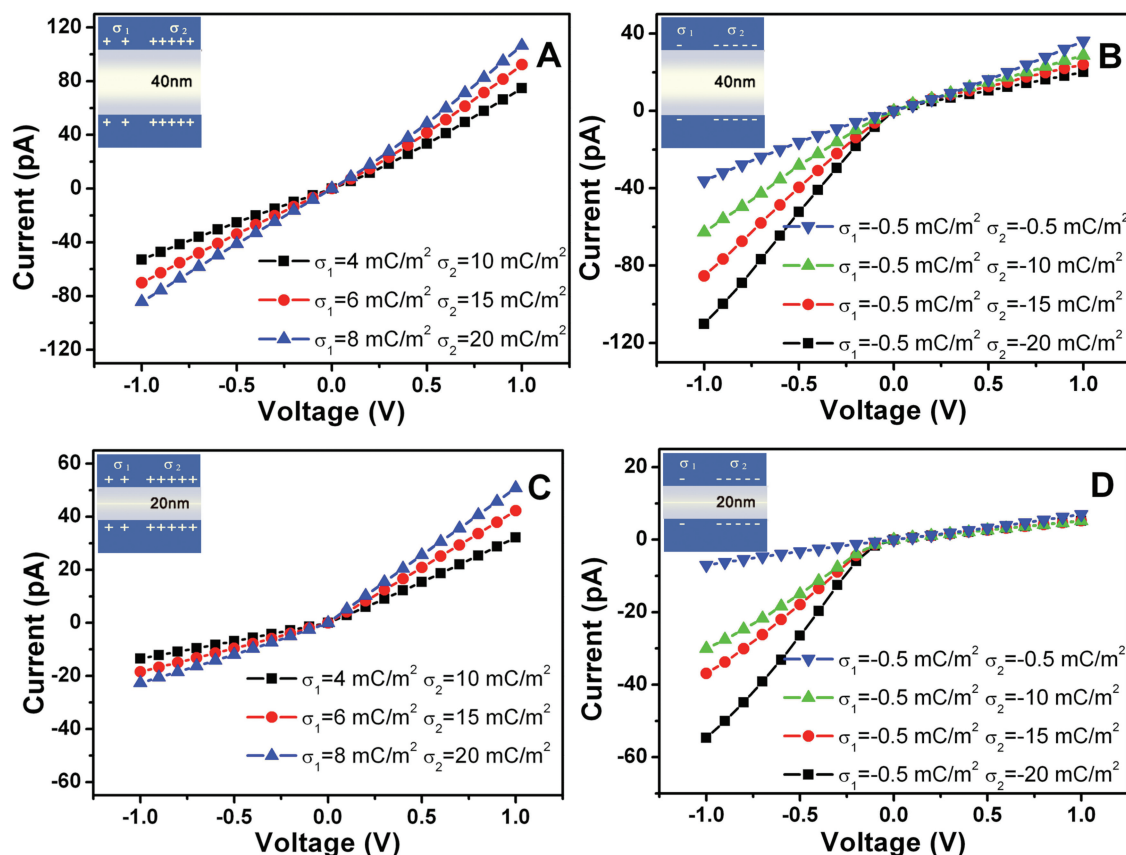 A
σ₁ σ₂
+ + +++++
40nm
+ + +++++
120
80
40
0
-40
-80
-120
Current (pA)
σ₁=4 mC/m² σ₂=10 mC/m²
σ₁=6 mC/m² σ₂=15 mC/m²
σ₁=8 mC/m² σ₂=20 mC/m²
-1.0 -0.5 0.0 0.5 1.0
Voltage (V)
B
σ₁ σ₂
- -----
40nm
- -----
40
0
-40
-80
-120
Current (pA)
σ₁=-0.5 mC/m² σ₂=-0.5 mC/m²
σ₁=-0.5 mC/m² σ₂=-10 mC/m²
σ₁=-0.5 mC/m² σ₂=-15 mC/m²
σ₁=-0.5 mC/m² σ₂=-20 mC/m²
-1.0 -0.5 0.0 0.5 1.0
Voltage (V)
C
σ₁ σ₂
+ + +++++
20nm
+ + +++++
60
40
20
0
-20
-40
-60
Current (pA)
σ₁=4 mC/m² σ₂=10 mC/m²
σ₁=6 mC/m² σ₂=15 mC/m²
σ₁=8 mC/m² σ₂=20 mC/m²
-1.0 -0.5 0.0 0.5 1.0
Voltage (V)
D
σ₁ σ₂
- -----
20nm
- -----
20
0
-20
-40
-60
Current (pA)
σ₁=-0.5 mC/m² σ₂=-0.5 mC/m²
σ₁=-0.5 mC/m² σ₂=-10 mC/m²
σ₁=-0.5 mC/m² σ₂=-15 mC/m²
σ₁=-0.5 mC/m² σ₂=-20 mC/m²
-1.0 -0.5 0.0 0.5 1.0
Voltage (V)